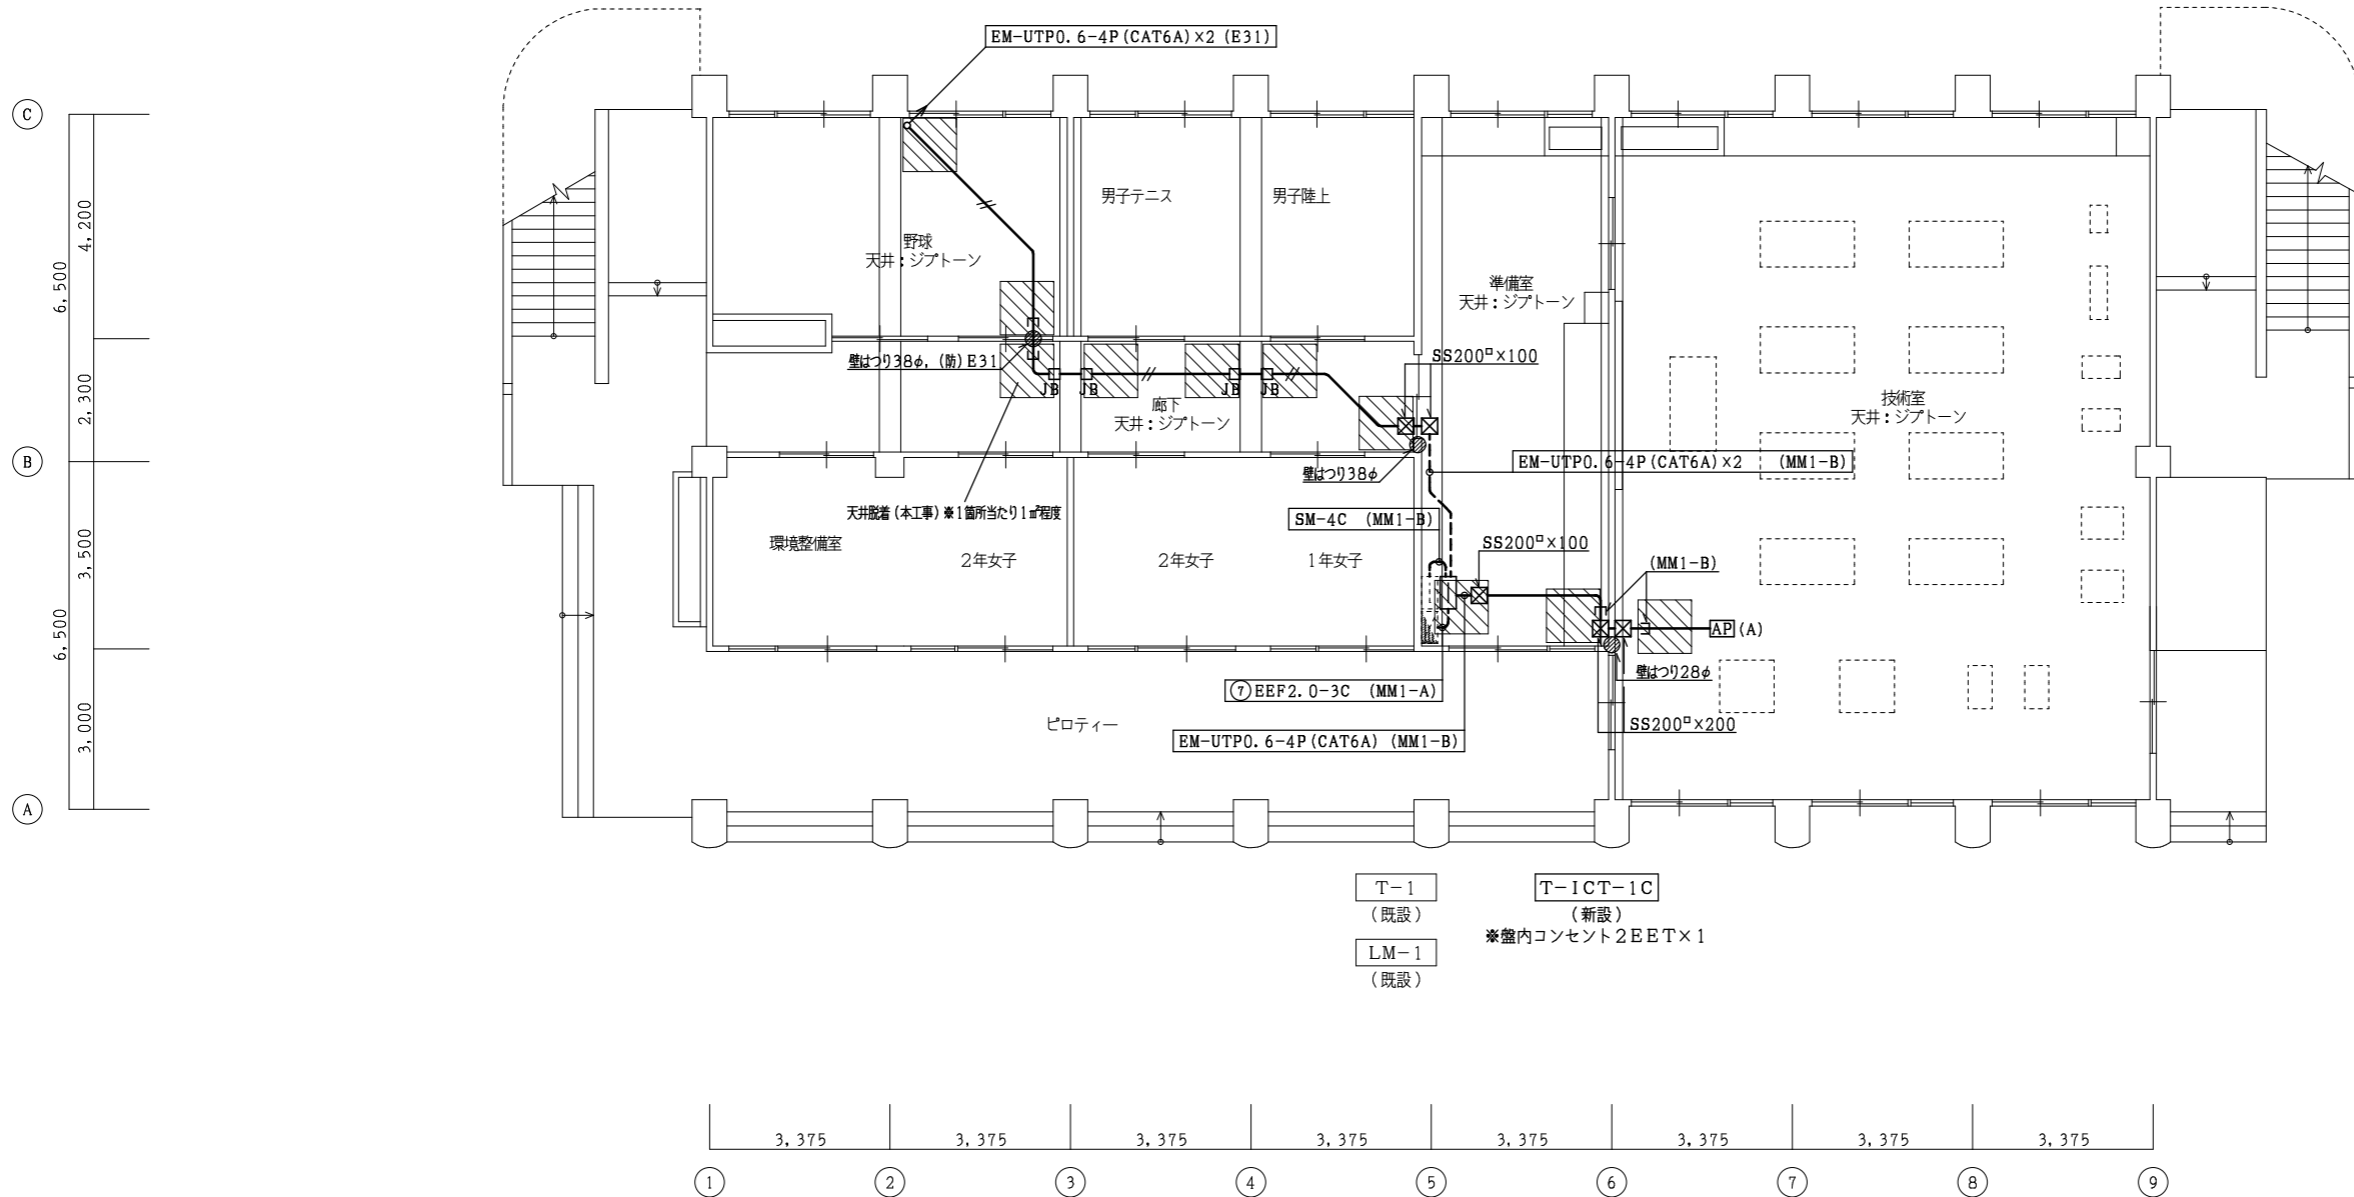 EM-UTP0.6-4P(CAT6A)×2 (E31)
C
4,200
6,500
男子テニス
男子陸上
野球
天井：ジプトーン
準備室
天井：ジプトーン
壁はつり38φ, (防)E31
SS200□×100
2,300
JB
JB
JB
JB
廊下
天井：ジプトーン
技術室
天井：ジプトーン
B
壁はつり38φ
EM-UTP0.6-4P(CAT6A)×2 (MM1-B)
天井脱着(本工事)※1箇所当たり1㎡程度
SM-4C (MM1-B)
環境整備室
2年女子
2年女子
1年女子
SS200□×100
(MM1-B)
3,500
6,500
AP (A)
壁はつり28φ
⑦EEF2.0-3C (MM1-A)
3,000
ピロティー
SS200□×200
EM-UTP0.6-4P(CAT6A) (MM1-B)
A
T-1
(既設)
T-ICT-1C
(新設)
※盤内コンセント2EET×1
LM-1
(既設)
3,375 3,375 3,375 3,375 3,375 3,375 3,375 3,375
1 2 3 4 5 6 7 8 9